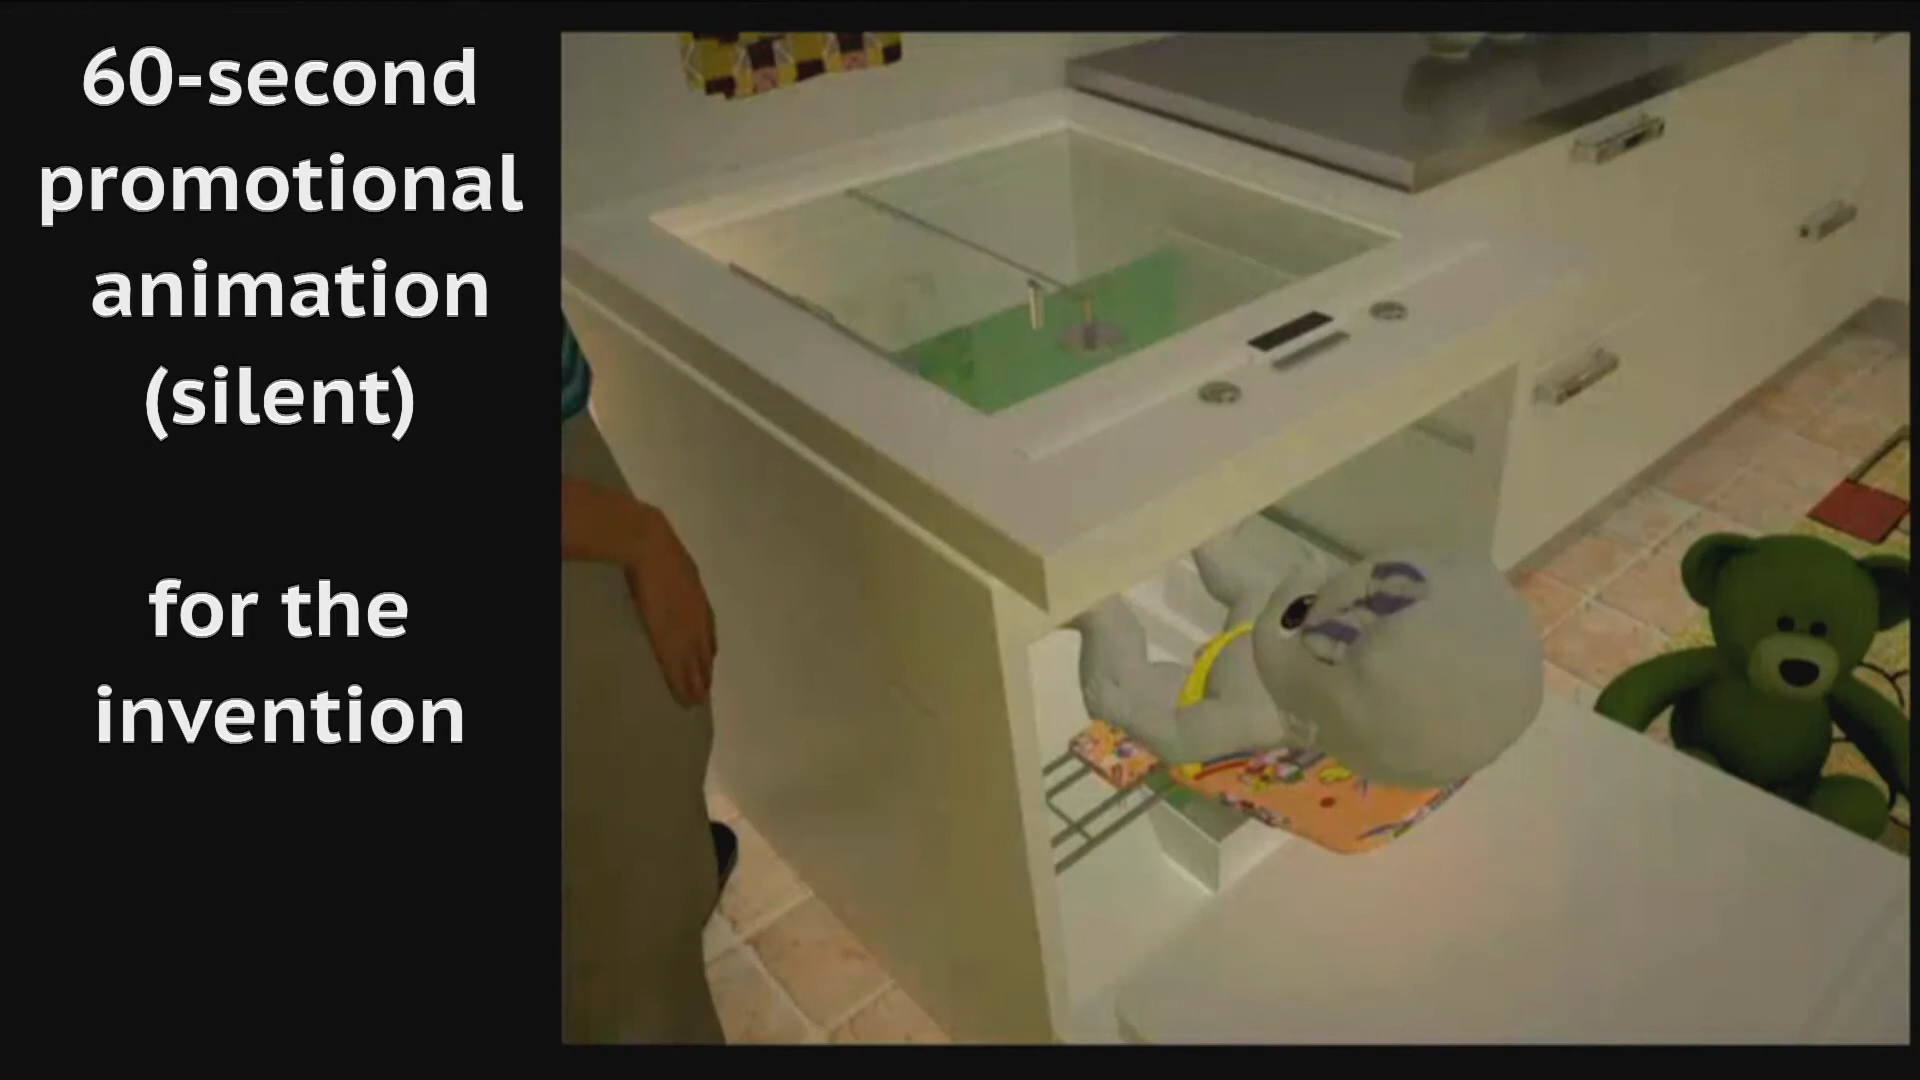 60-second
promotional
animation
(silent)
for the
invention